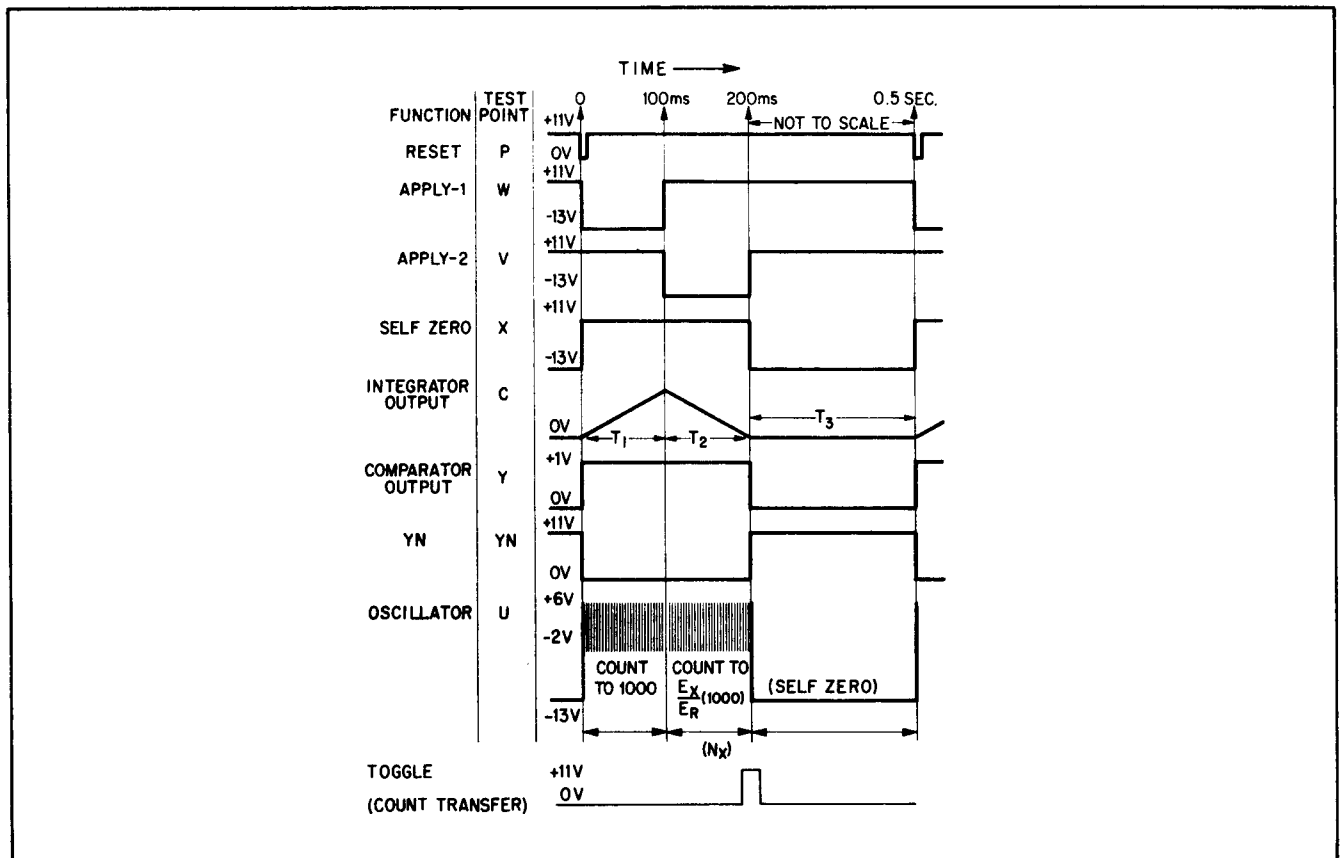 TIME
FUNCTION TEST POINT 0 100ms 200ms 0.5 SEC.
+11V NOT TO SCALE
RESET P 0V
+11V
APPLY-1 W
-13V
+11V
APPLY-2 V
-13V
+11V
SELF ZERO X
-13V
INTEGRATOR OUTPUT C
0V T1 T2 T3
+1V
COMPARATOR OUTPUT Y
0V
+11V
YN YN
0V
+6V
OSCILLATOR U
-2V
COUNT TO 1000
COUNT TO EX/ER (1000)
(SELF ZERO)
-13V
(NX)
TOGGLE +11V
(COUNT TRANSFER) 0V